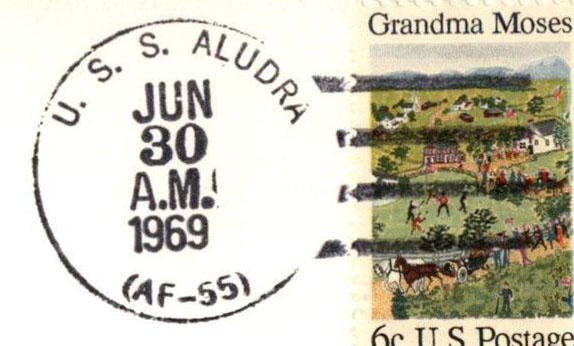 U. S. S. ALUDRA
JUN
30
A.M.
1969
(AF-55)
Grandma Moses
6c U.S. Postage